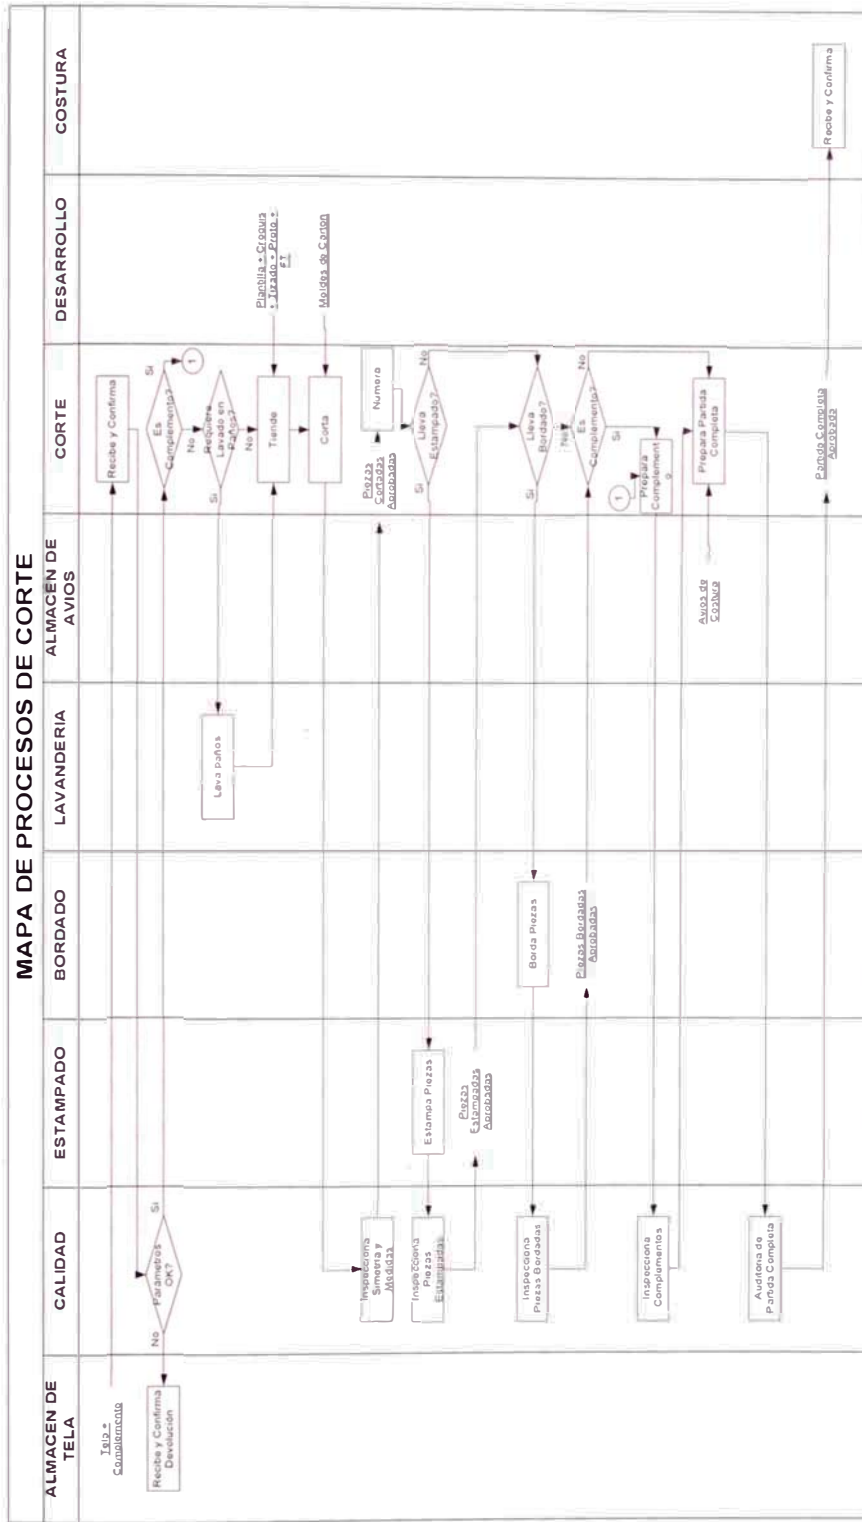 MAPA DE PROCESOS DE CORTE
ALMACEN DE
TELA
CALIDAD
ESTAMPADO
BORDADO
LAVANDERIA
ALMACEN DE
AVIOS
CORTE
DESARROLLO
COSTURA
Tela +
Complemento
Recibe y Confirma
Recibe y Confirma
Devolución
No
Parametros
OK?
Si
Es
Complemento?
Si
1
No
Lava paños
Si
Requiere
Lavado en
Paños?
No
Tiende
Plantilla + Croquis
+ Tizado + Proto +
FT
Corta
Moldes de Carton
Inspecciona
Simetria y
Medidas
Piezas
Cortadas
Aprobadas
Numera
Inspecciona
Piezas
Estampadas
Estampa Piezas
Si
Lleva
Estampado?
No
Piezas
Estampadas
Aprobadas
Inspecciona
Piezas Bordadas
Borda Piezas
Si
Lleva
Bordado?
No
Piezas Bordadas
Aprobadas
Es
Complemento?
No
Si
1
Inspecciona
Complementos
Prepara
Complement
o
Avios de
Costura
Prepara Partida
Completa
Auditoria de
Partida Completa
Partida Completa
Aprobada
Recibe y Confirma